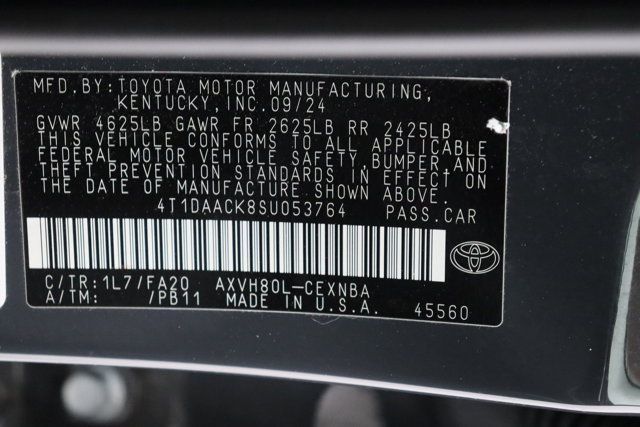 MFD.BY:TOYOTA MOTOR MANUFACTURING,
KENTUCKY, INC.09/24
GVWR 4625LB GAWR FR 2625LB RR 2425LB
THIS VEHICLE CONFORMS TO ALL APPLICABLE
FEDERAL MOTOR VEHICLE SAFETY, BUMPER AND
THEFT PREVENTION STANDARDS IN EFFECT ON
THE DATE OF MANUFACTURE SHOWN ABOVE.
4T1DAACK8SU053764 PASS.CAR
C/TR:1L7/FA20 AXVH80L-CEXNBA
A/TM: /PB11 MADE IN U.S.A. 45560